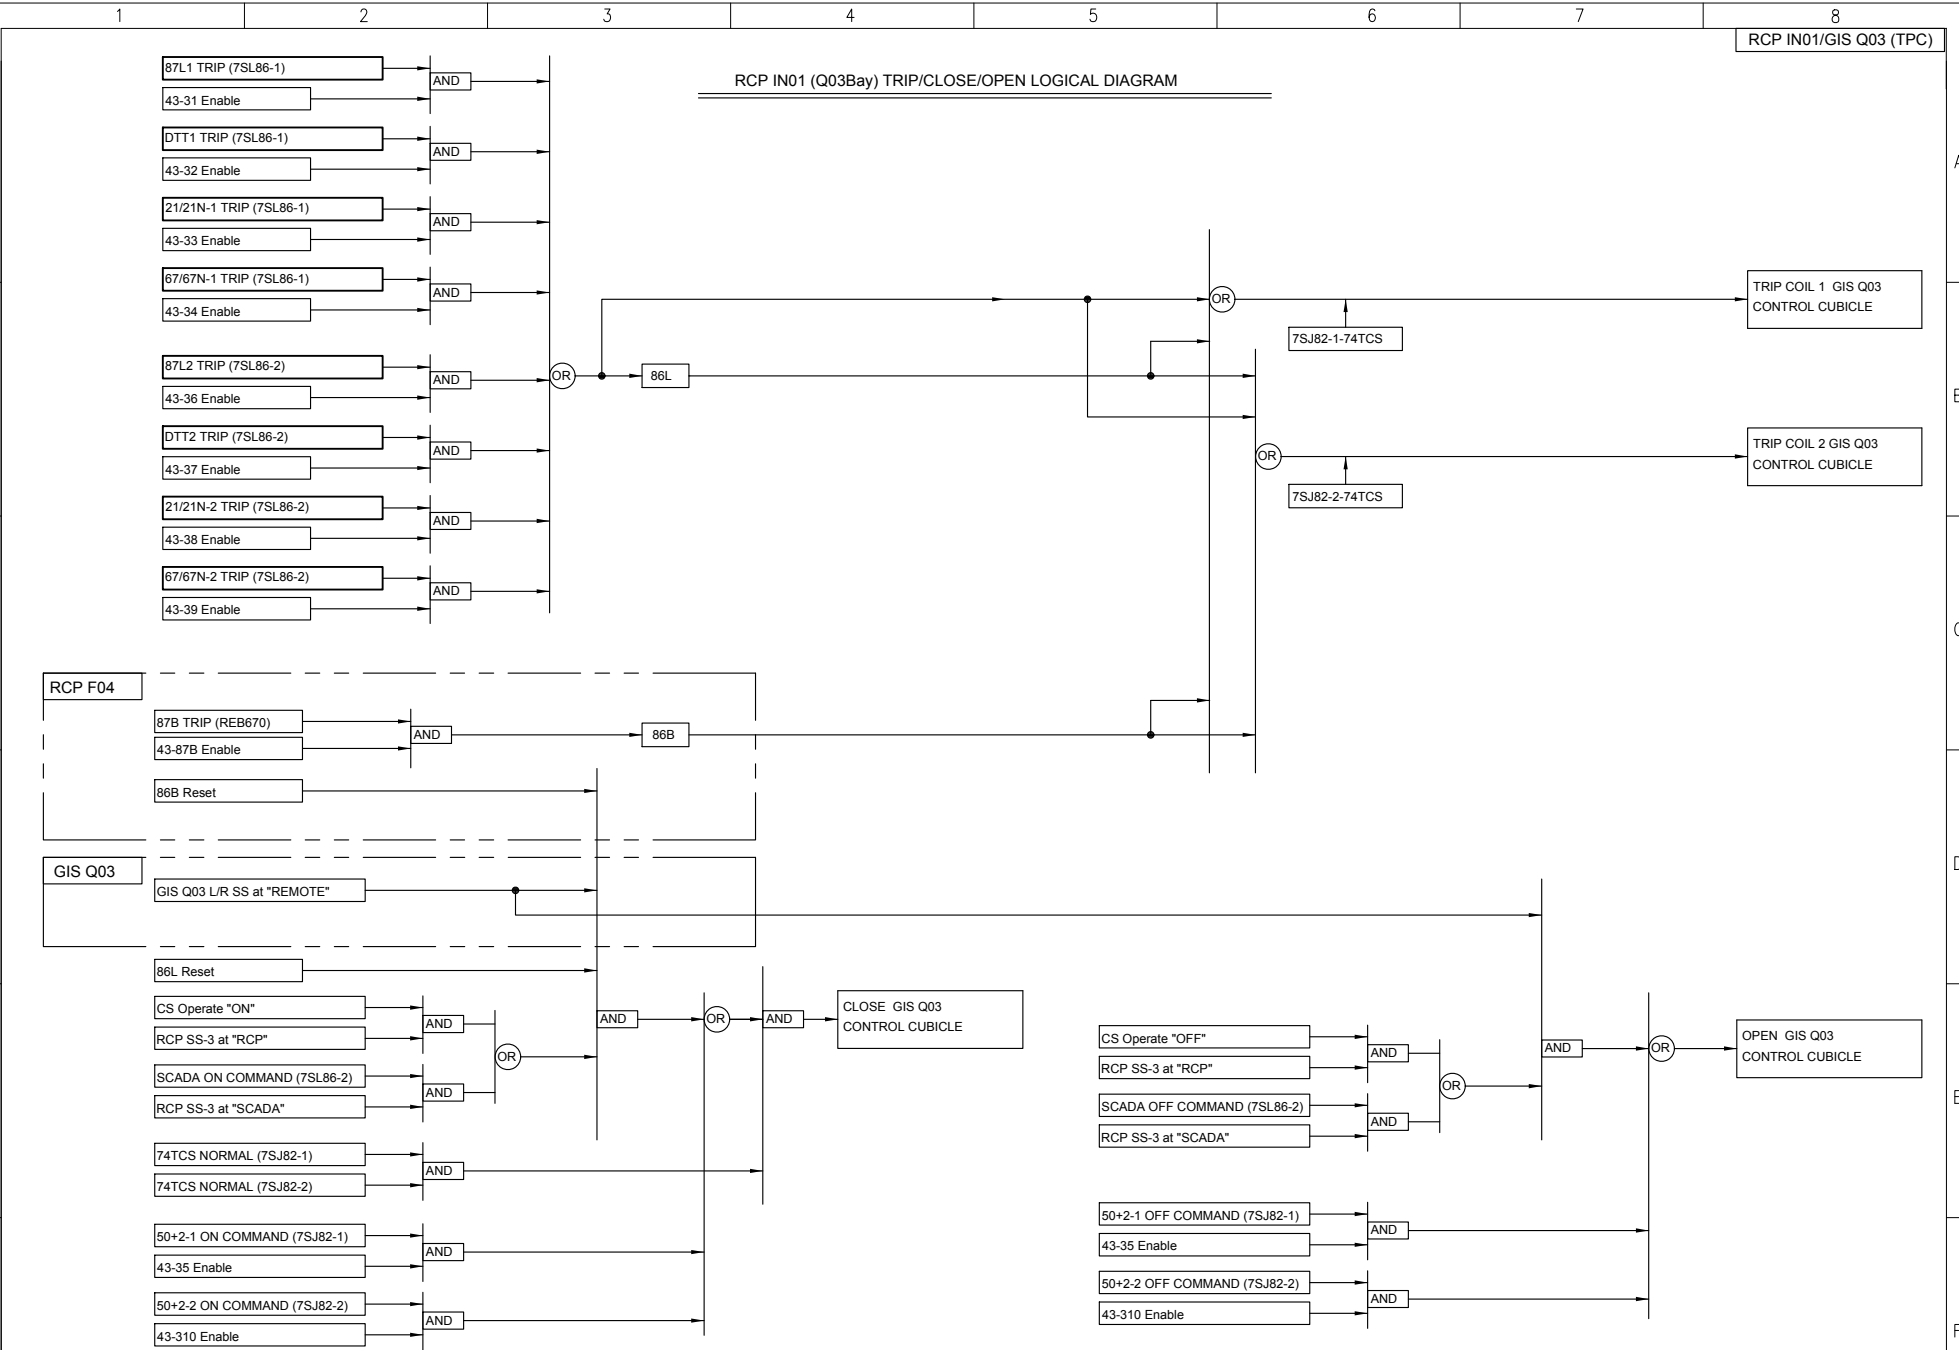 1 2 3 4 5 6 7 8
RCP IN01/GIS Q03 (TPC)
RCP IN01 (Q03Bay) TRIP/CLOSE/OPEN LOGICAL DIAGRAM
87L1 TRIP (7SL86-1)
AND
43-31 Enable
DTT1 TRIP (7SL86-1)
AND
43-32 Enable
A
21/21N-1 TRIP (7SL86-1)
AND
43-33 Enable
67/67N-1 TRIP (7SL86-1)
AND
43-34 Enable
OR
TRIP COIL 1 GIS Q03
CONTROL CUBICLE
7SJ82-1-74TCS
87L2 TRIP (7SL86-2)
AND
43-36 Enable
OR
86L
B
DTT2 TRIP (7SL86-2)
AND
43-37 Enable
OR
TRIP COIL 2 GIS Q03
CONTROL CUBICLE
7SJ82-2-74TCS
21/21N-2 TRIP (7SL86-2)
AND
43-38 Enable
67/67N-2 TRIP (7SL86-2)
AND
43-39 Enable
C
RCP F04
87B TRIP (REB670)
AND
43-87B Enable
86B
86B Reset
GIS Q03
GIS Q03 L/R SS at "REMOTE"
D
86L Reset
CS Operate "ON"
AND
RCP SS-3 at "RCP"
OR
SCADA ON COMMAND (7SL86-2)
AND
RCP SS-3 at "SCADA"
AND
OR
AND
CLOSE GIS Q03
CONTROL CUBICLE
74TCS NORMAL (7SJ82-1)
AND
74TCS NORMAL (7SJ82-2)
50+2-1 ON COMMAND (7SJ82-1)
AND
43-35 Enable
50+2-2 ON COMMAND (7SJ82-2)
AND
43-310 Enable
CS Operate "OFF"
AND
RCP SS-3 at "RCP"
OR
SCADA OFF COMMAND (7SL86-2)
AND
RCP SS-3 at "SCADA"
AND
OR
OPEN GIS Q03
CONTROL CUBICLE
E
50+2-1 OFF COMMAND (7SJ82-1)
AND
43-35 Enable
50+2-2 OFF COMMAND (7SJ82-2)
AND
43-310 Enable
F